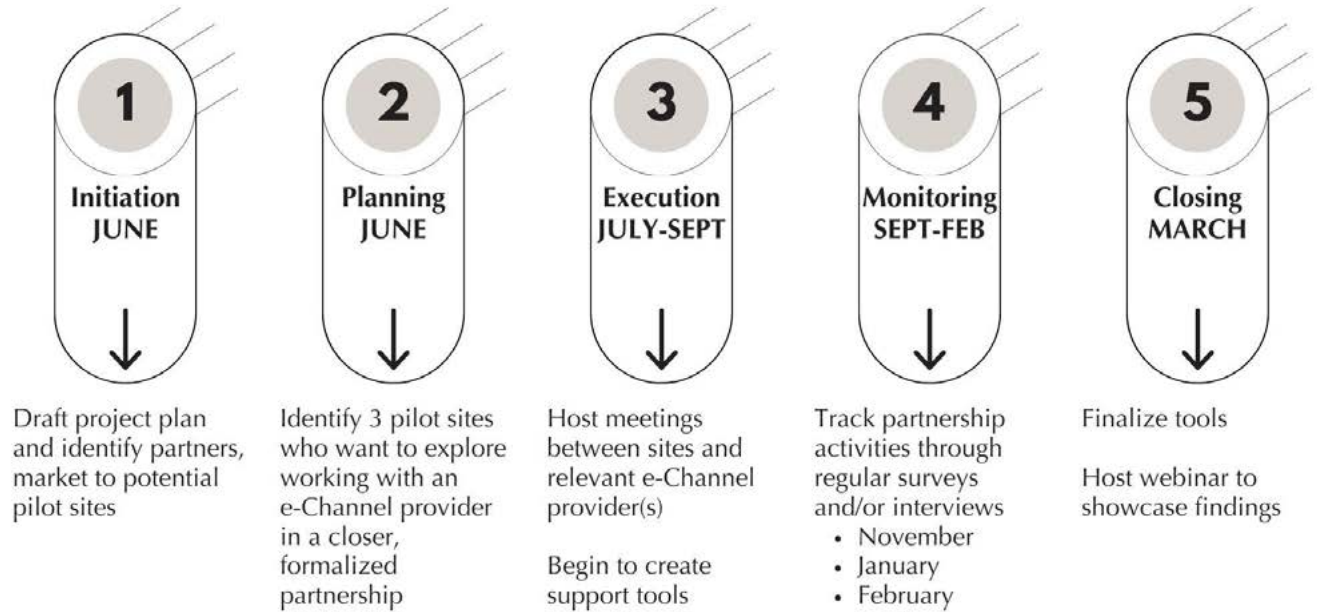 1
Initiation
JUNE
Draft project plan
and identify partners,
market to potential
pilot sites
2
Planning
JUNE
Identify 3 pilot sites
who want to explore
working with an
e-Channel provider
in a closer,
formalized
partnership
3
Execution
JULY-SEPT
Host meetings
between sites and
relevant e-Channel
provider(s)
Begin to create
support tools
4
Monitoring
SEPT-FEB
Track partnership
activities through
regular surveys
and/or interviews
• November
• January
• February
5
Closing
MARCH
Finalize tools
Host webinar to
showcase findings